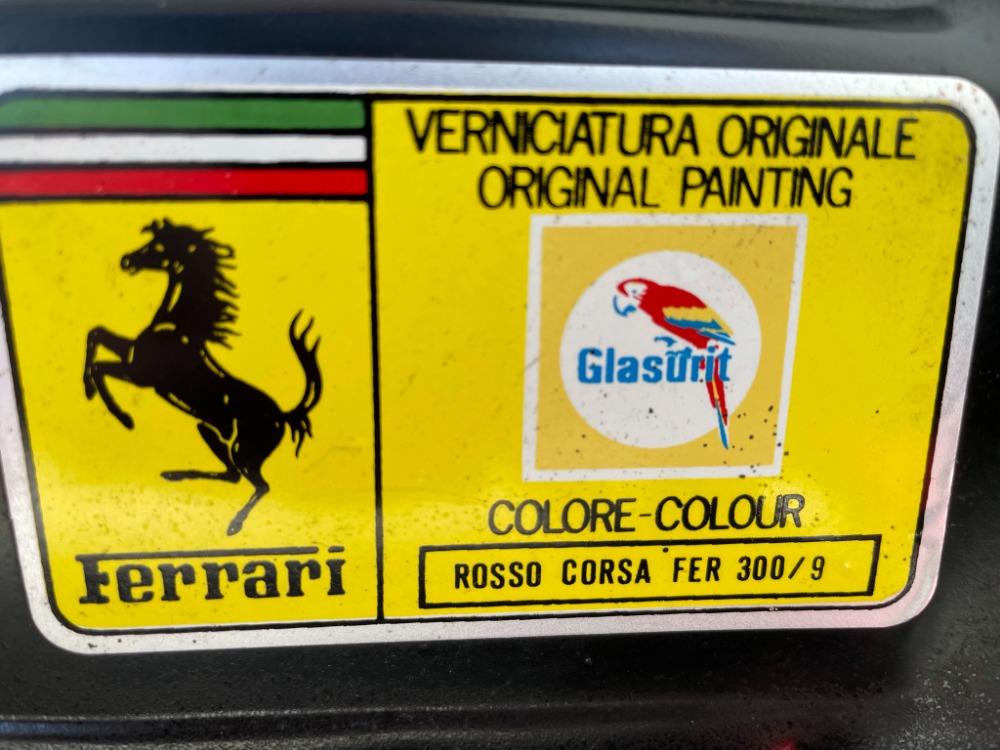 VERNICIATURA ORIGINALE
ORIGINAL PAINTING
Glasurit
COLORE-COLOUR
ROSSO CORSA FER 300/9
Ferrari